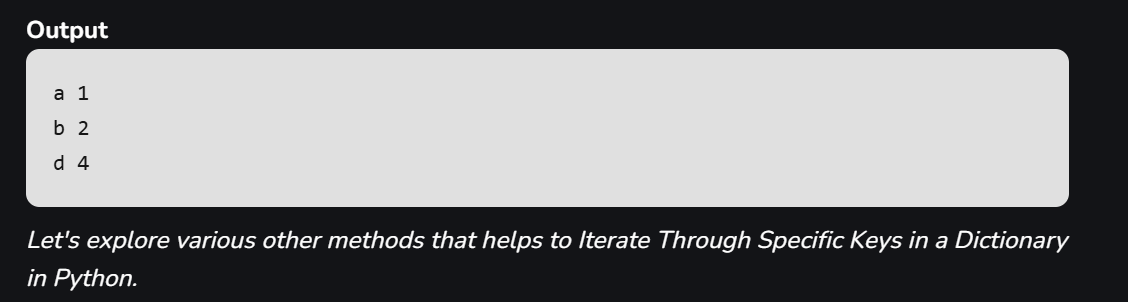 Output
a 1
b 2
d 4
Let's explore various other methods that helps to Iterate Through Specific Keys in a Dictionary
in Python.